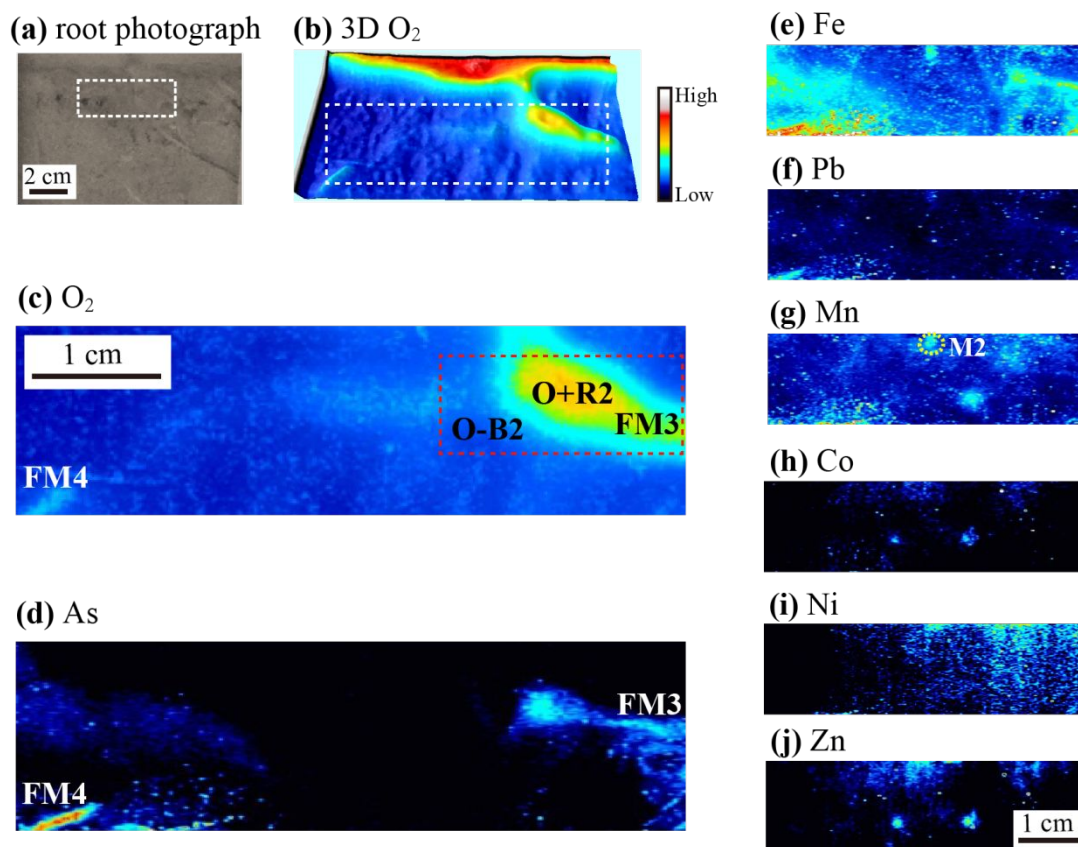 (a) root photograph
2 cm
(b) 3D O₂
High
Low
(c) O₂
1 cm
O+R2
O-B2
FM3
FM4
(d) As
FM3
FM4
(e) Fe
(f) Pb
(g) Mn
M2
(h) Co
(i) Ni
(j) Zn
1 cm